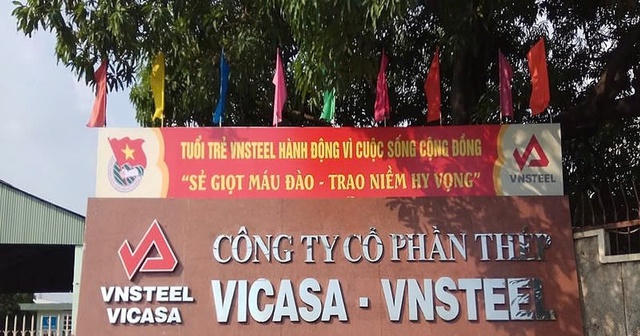 TUỔI TRẺ VNSTEEL HÀNH ĐỘNG VÌ CUỘC SỐNG CỘNG ĐỒNG
"SẺ GIỌT MÁU ĐÀO - TRAO NIỀM HY VỌNG"
VNSTEEL
CÔNG TY CỔ PHẦN THÉP
VICASA · VNSTEEL
VNSTEEL
VICASA